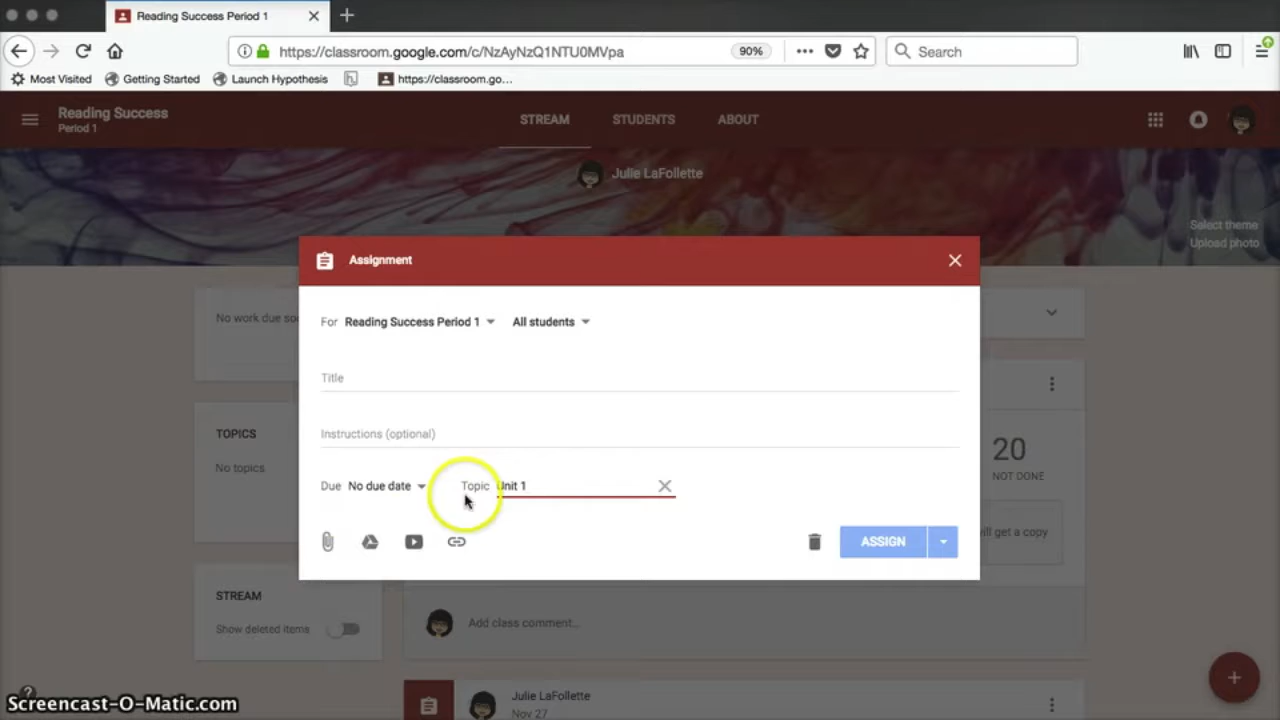 Reading Success Period 1
https://classroom.google.com/c/NzAyNzQ1NTU0MVpa
90%
Search
Most Visited
Getting Started
Launch Hypothesis
https://classroom.go...
Reading Success
Period 1
STREAM
STUDENTS
ABOUT
Julie LaFollette
Select theme
Upload photo
Assignment
No work due soo
For Reading Success Period 1
All students
Title
TOPICS
Instructions (optional)
20
No topics
NOT DONE
Due No due date
Topic Unit 1
will get a copy
ASSIGN
STREAM
Show deleted items
Add class comment...
Julie LaFollette
Nov 27
Screencast-O-Matic.com